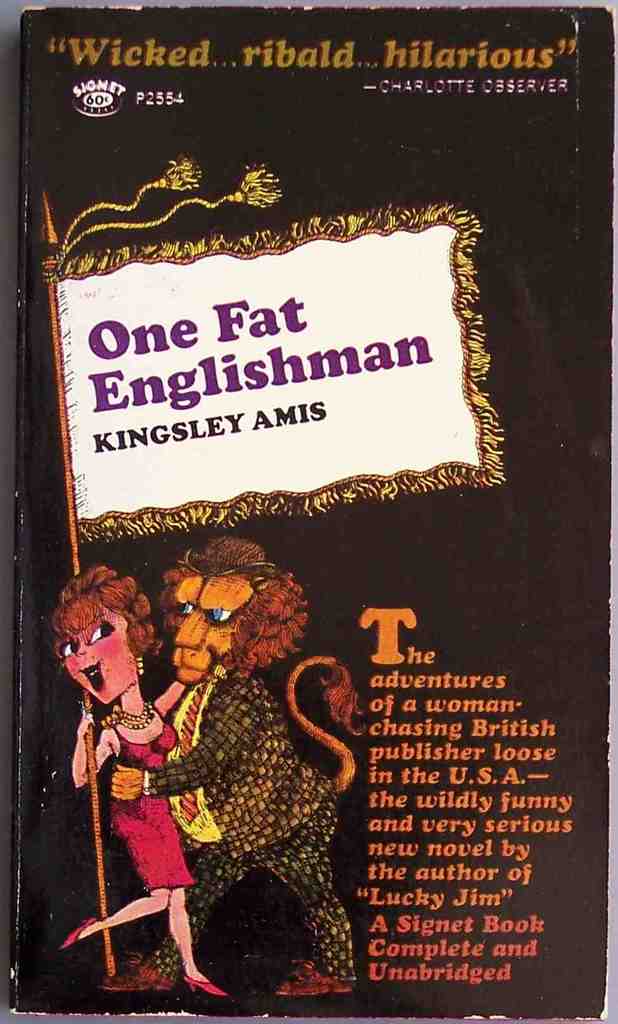 “Wicked...ribald...hilarious”
—CHARLOTTE OBSERVER
SIGNET
60¢
P2554
One Fat
Englishman
KINGSLEY AMIS
The
adventures
of a woman-
chasing British
publisher loose
in the U.S.A.—
the wildly funny
and very serious
new novel by
the author of
“Lucky Jim”
A Signet Book
Complete and
Unabridged